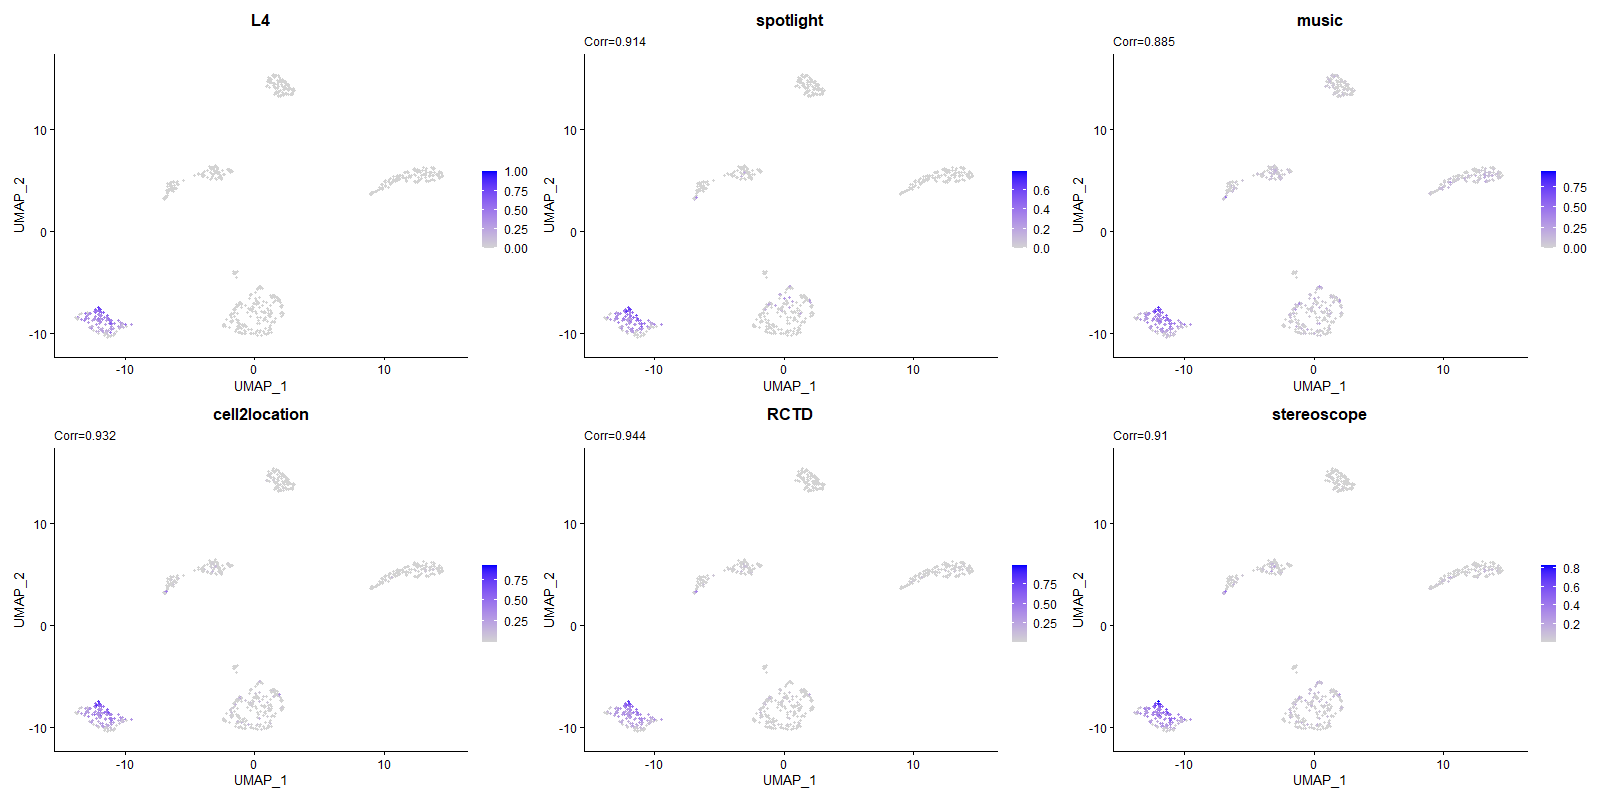 L4
10
0
-10
-10
0
10
UMAP_1
UMAP_2
1.00
0.75
0.50
0.25
0.00
spotlight
Corr=0.914
10
0
-10
-10
0
10
UMAP_1
UMAP_2
0.6
0.4
0.2
0.0
music
Corr=0.885
10
0
-10
-10
0
10
UMAP_1
UMAP_2
0.75
0.50
0.25
0.00
cell2location
Corr=0.932
10
0
-10
-10
0
10
UMAP_1
UMAP_2
0.75
0.50
0.25
RCTD
Corr=0.944
10
0
-10
-10
0
10
UMAP_1
UMAP_2
0.75
0.50
0.25
stereoscope
Corr=0.91
10
0
-10
-10
0
10
UMAP_1
UMAP_2
0.8
0.6
0.4
0.2